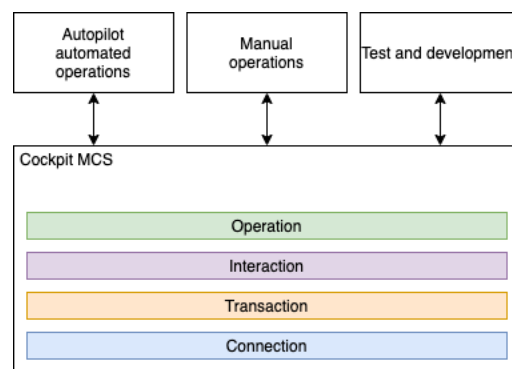 Autopilot
automated
operations
Manual
operations
Test and developmen
Cockpit MCS
Operation
Interaction
Transaction
Connection